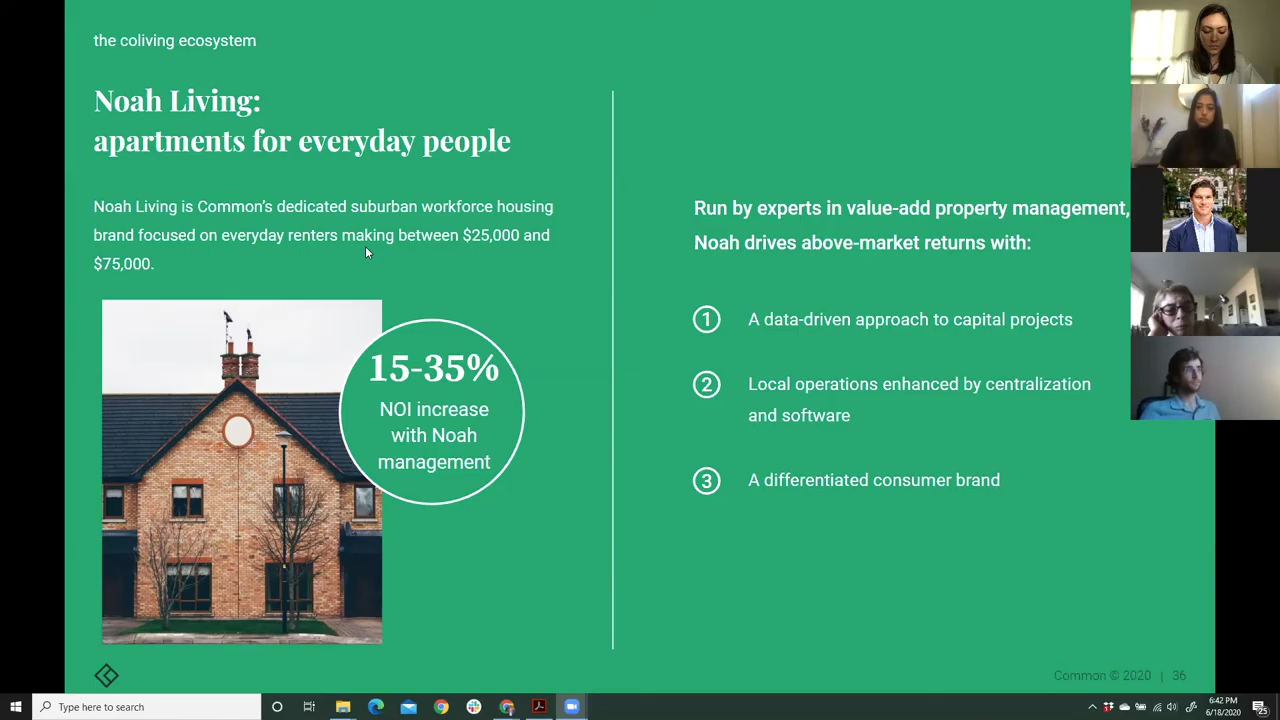 the coliving ecosystem
Noah Living:
apartments for everyday people
Noah Living is Common's dedicated suburban workforce housing
brand focused on everyday renters making between $25,000 and
$75,000.
15-35%
NOI increase
with Noah
management
Run by experts in value-add property management,
Noah drives above-market returns with:
1 A data-driven approach to capital projects
2 Local operations enhanced by centralization
and software
3 A differentiated consumer brand
Common © 2020 | 36
Type here to search
6:42 PM
6/18/2020
25